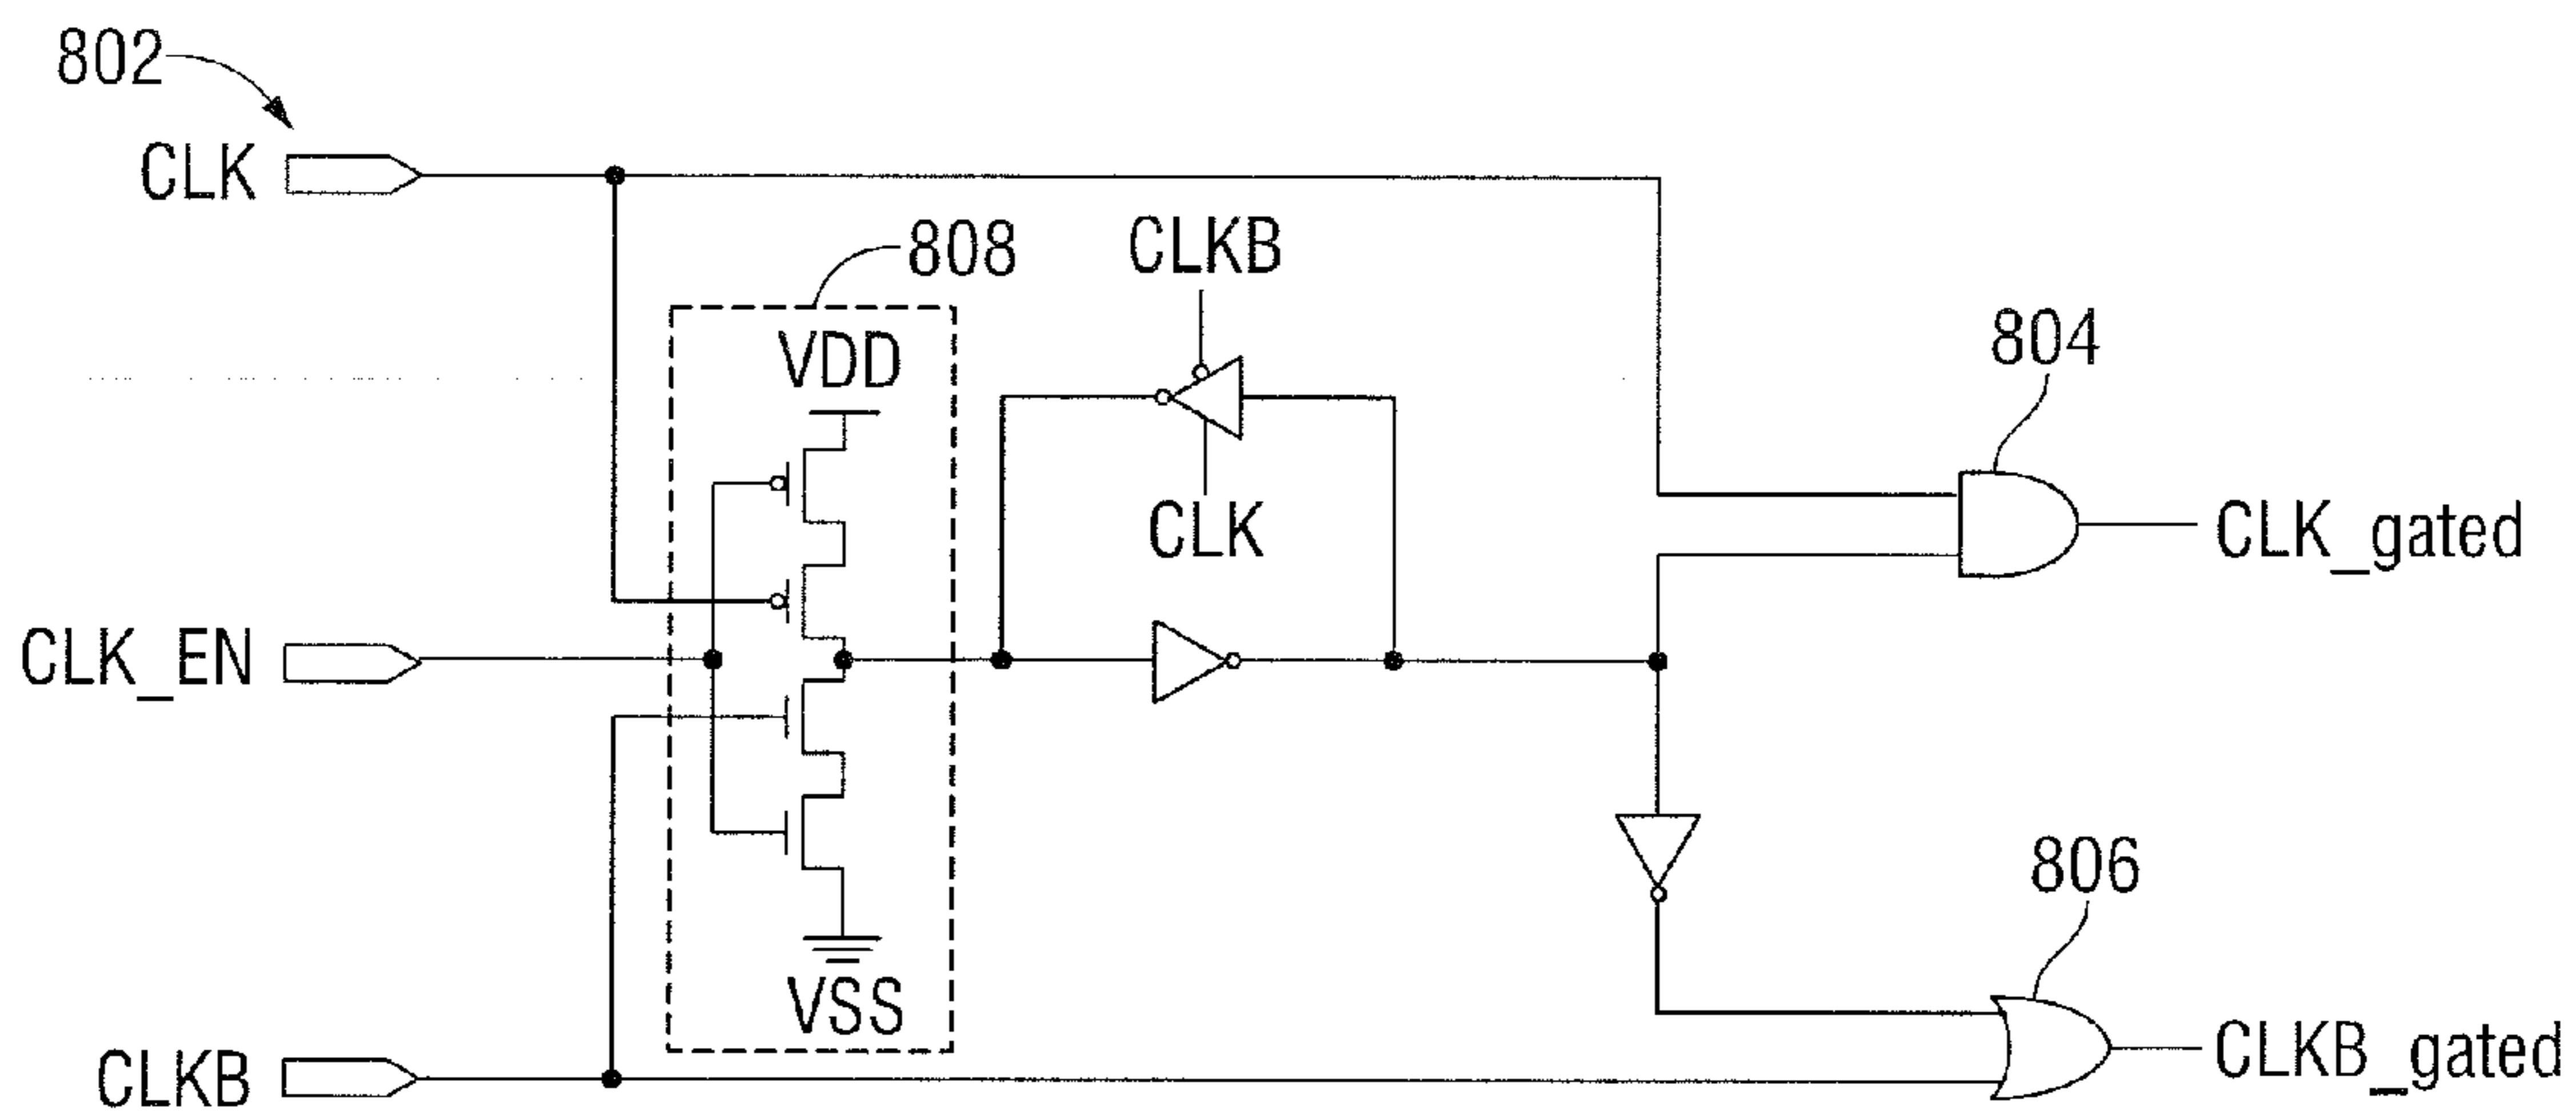 802
CLK
808
CLKB
VDD
804
CLK
CLK_gated
CLK_EN
806
VSS
CLKB
CLKB_gated